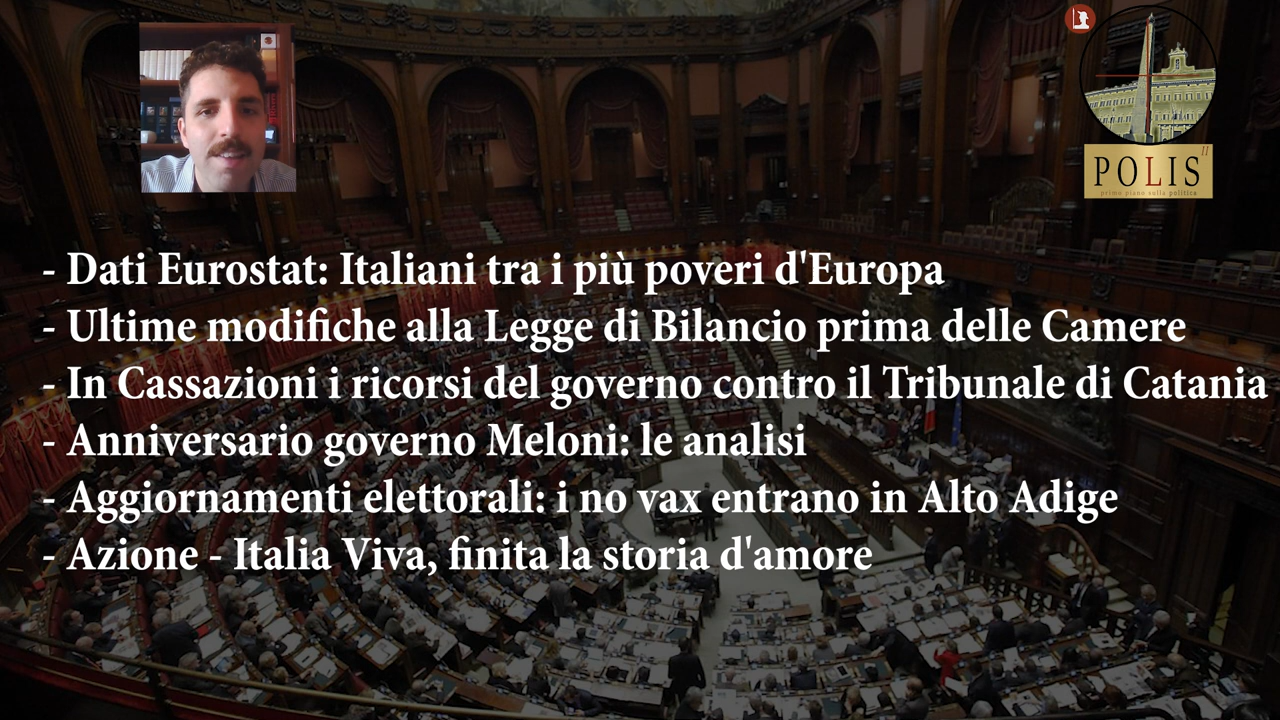 POLIS II
primo piano sulla politica
- Dati Eurostat: Italiani tra i più poveri d'Europa
- Ultime modifiche alla Legge di Bilancio prima delle Camere
- In Cassazioni i ricorsi del governo contro il Tribunale di Catania
- Anniversario governo Meloni: le analisi
- Aggiornamenti elettorali: i no vax entrano in Alto Adige
- Azione - Italia Viva, finita la storia d'amore